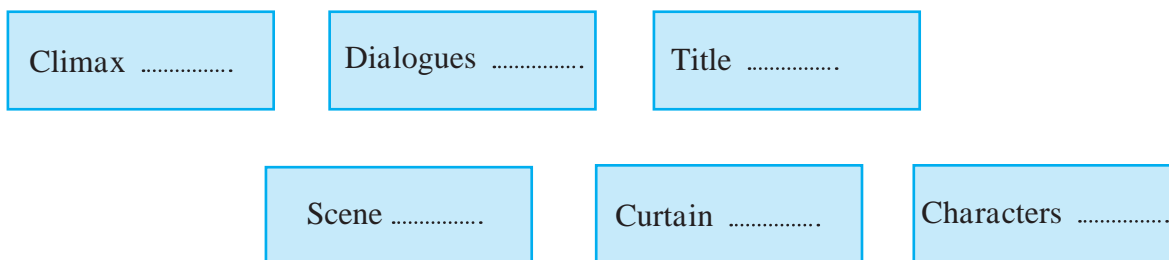 Climax ................
Dialogues ................
Title ................
Scene ................
Curtain ................
Characters ................